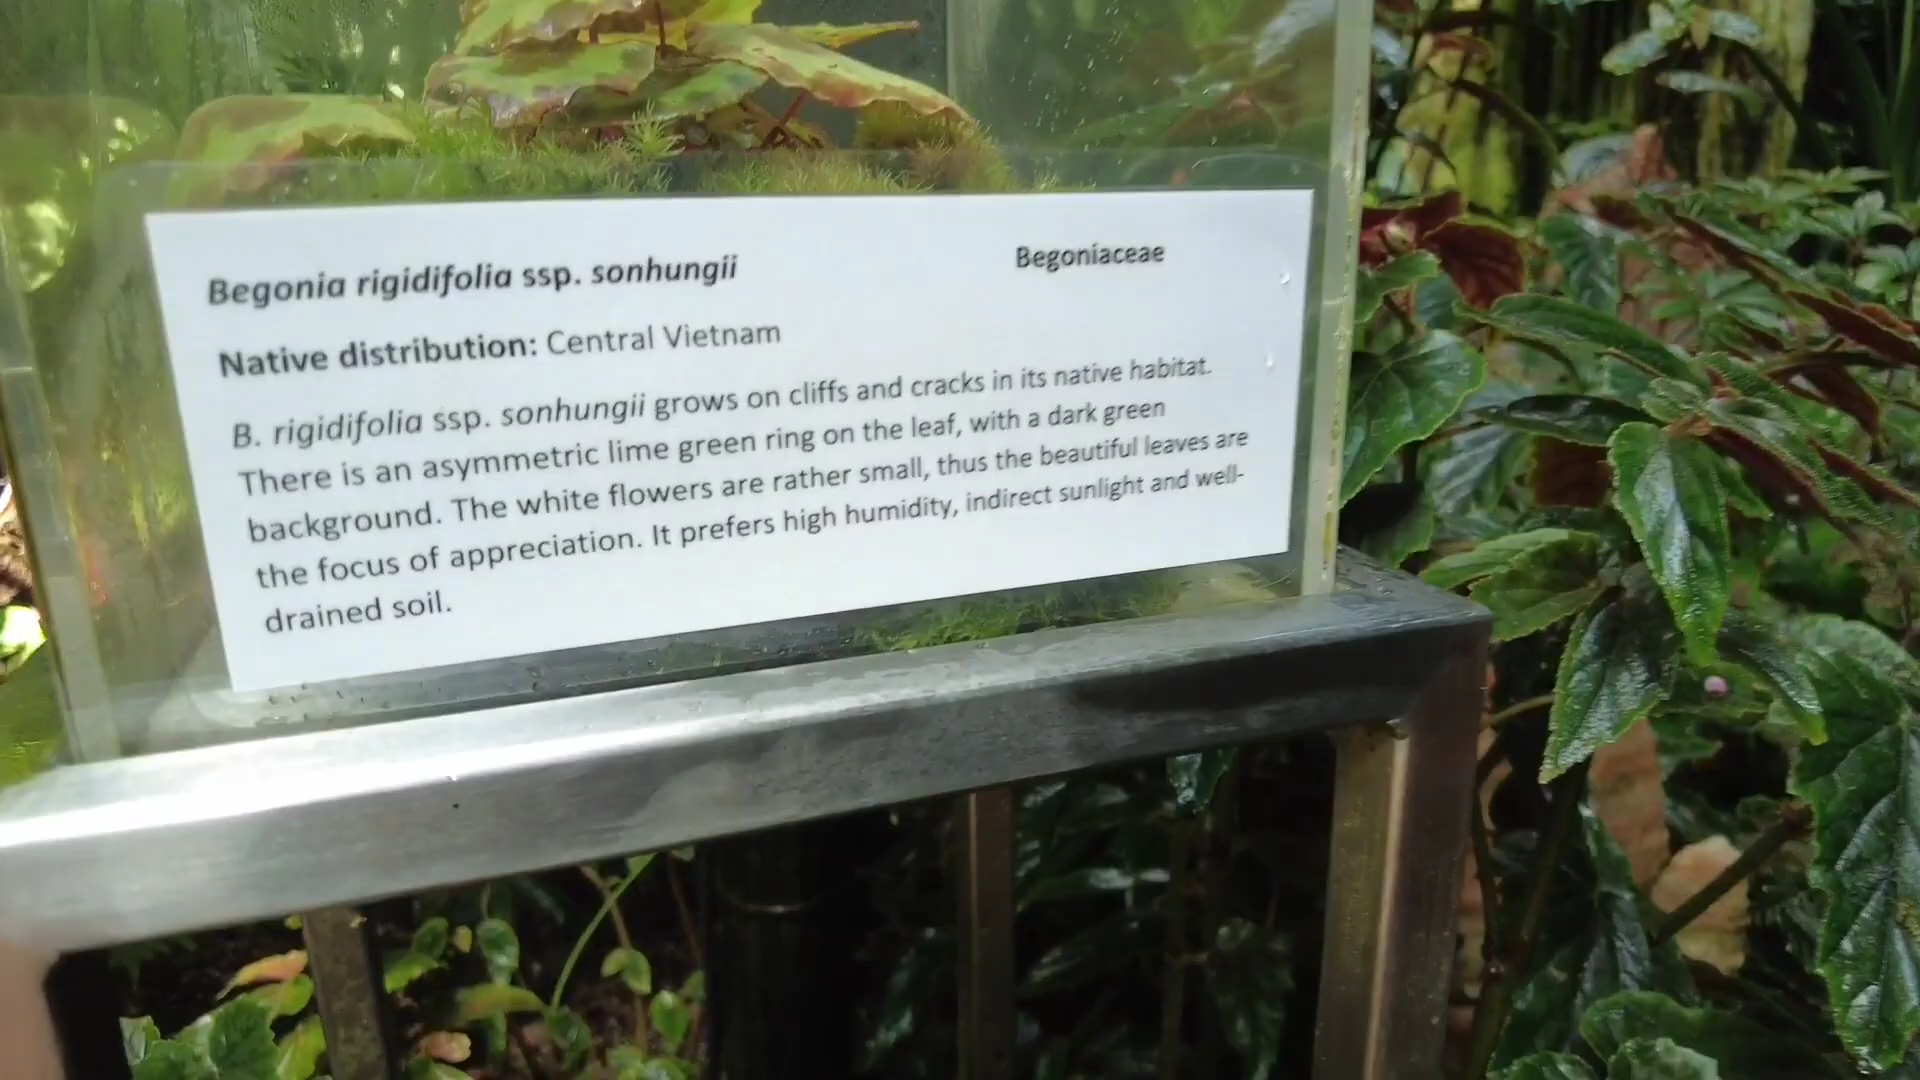 Begonia rigidifolia ssp. sonhungii Begoniaceae
Native distribution: Central Vietnam
B. rigidifolia ssp. sonhungii grows on cliffs and cracks in its native habitat.
There is an asymmetric lime green ring on the leaf, with a dark green
background. The white flowers are rather small, thus the beautiful leaves are
the focus of appreciation. It prefers high humidity, indirect sunlight and well-
drained soil.